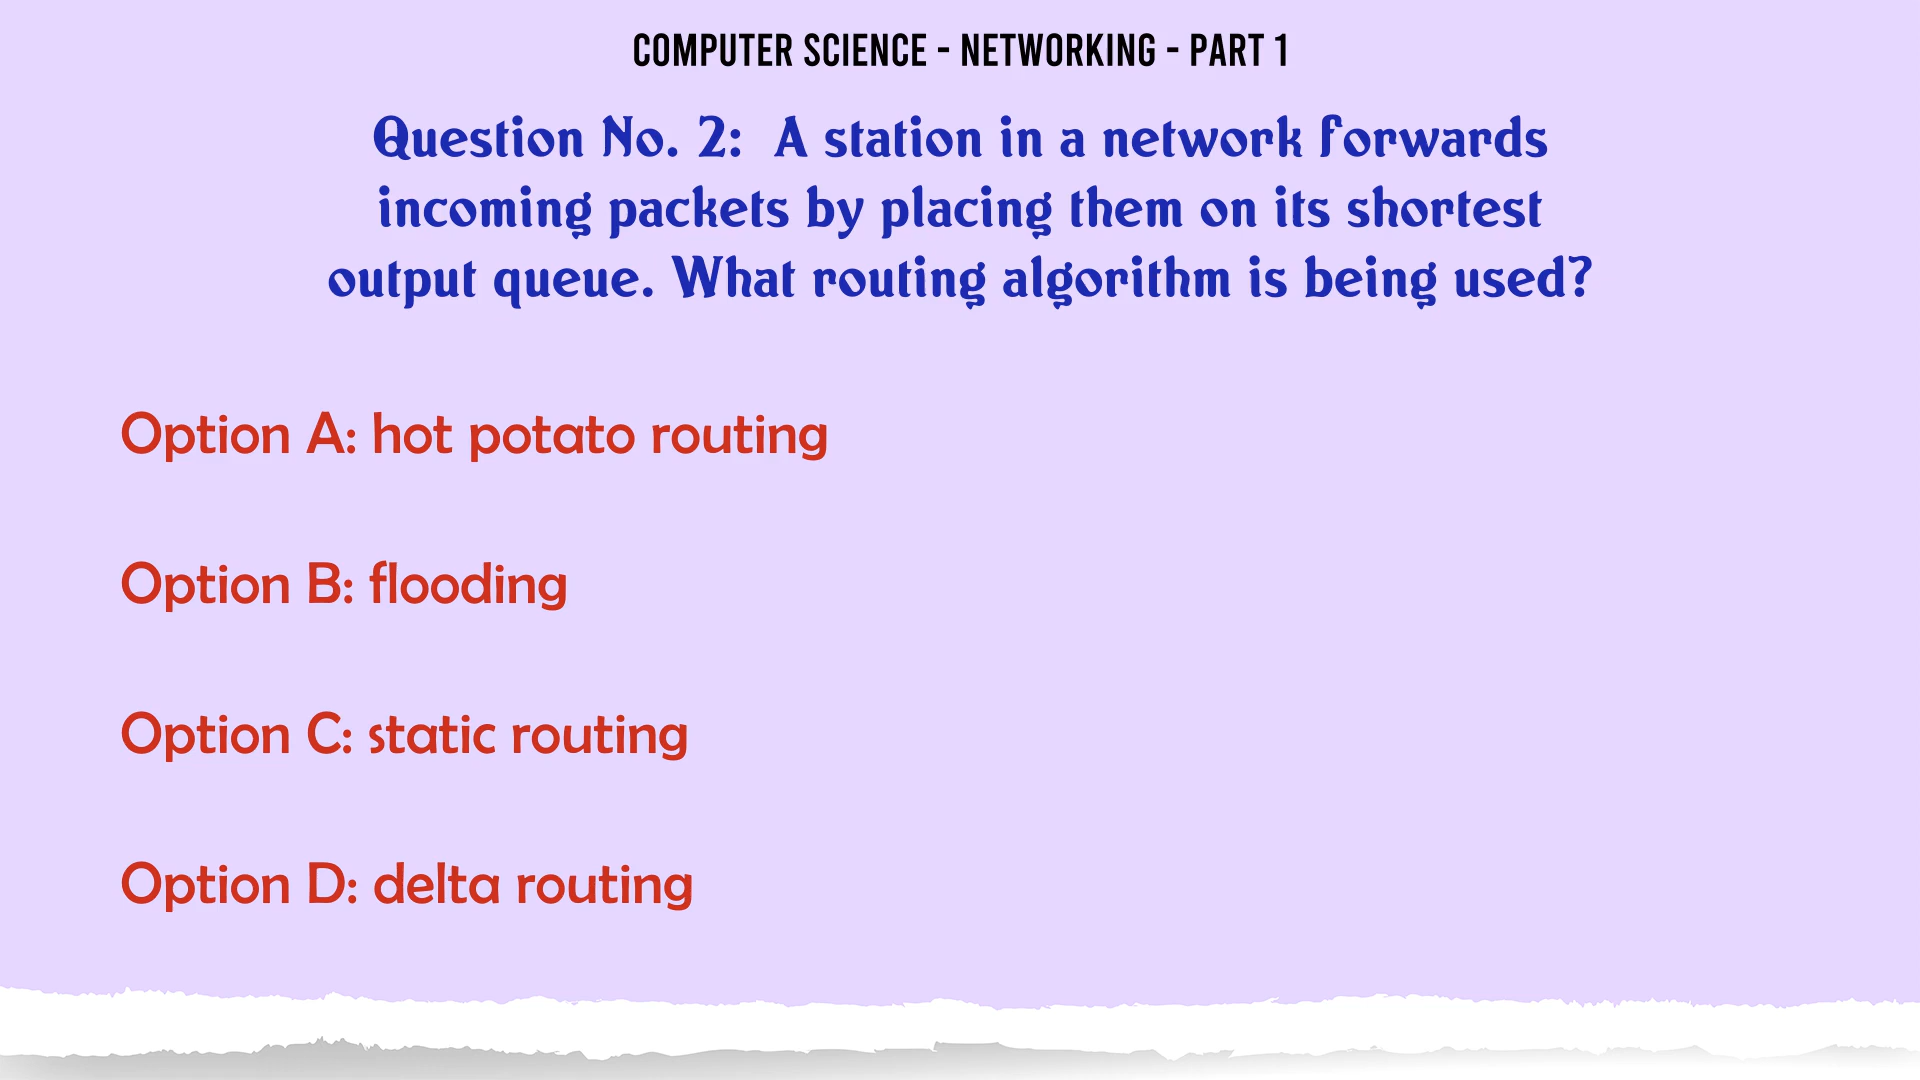 COMPUTER SCIENCE - NETWORKING - PART 1
Question No. 2: A station in a network forwards
incoming packets by placing them on its shortest
output queue. What routing algorithm is being used?
Option A: hot potato routing
Option B: flooding
Option C: static routing
Option D: delta routing